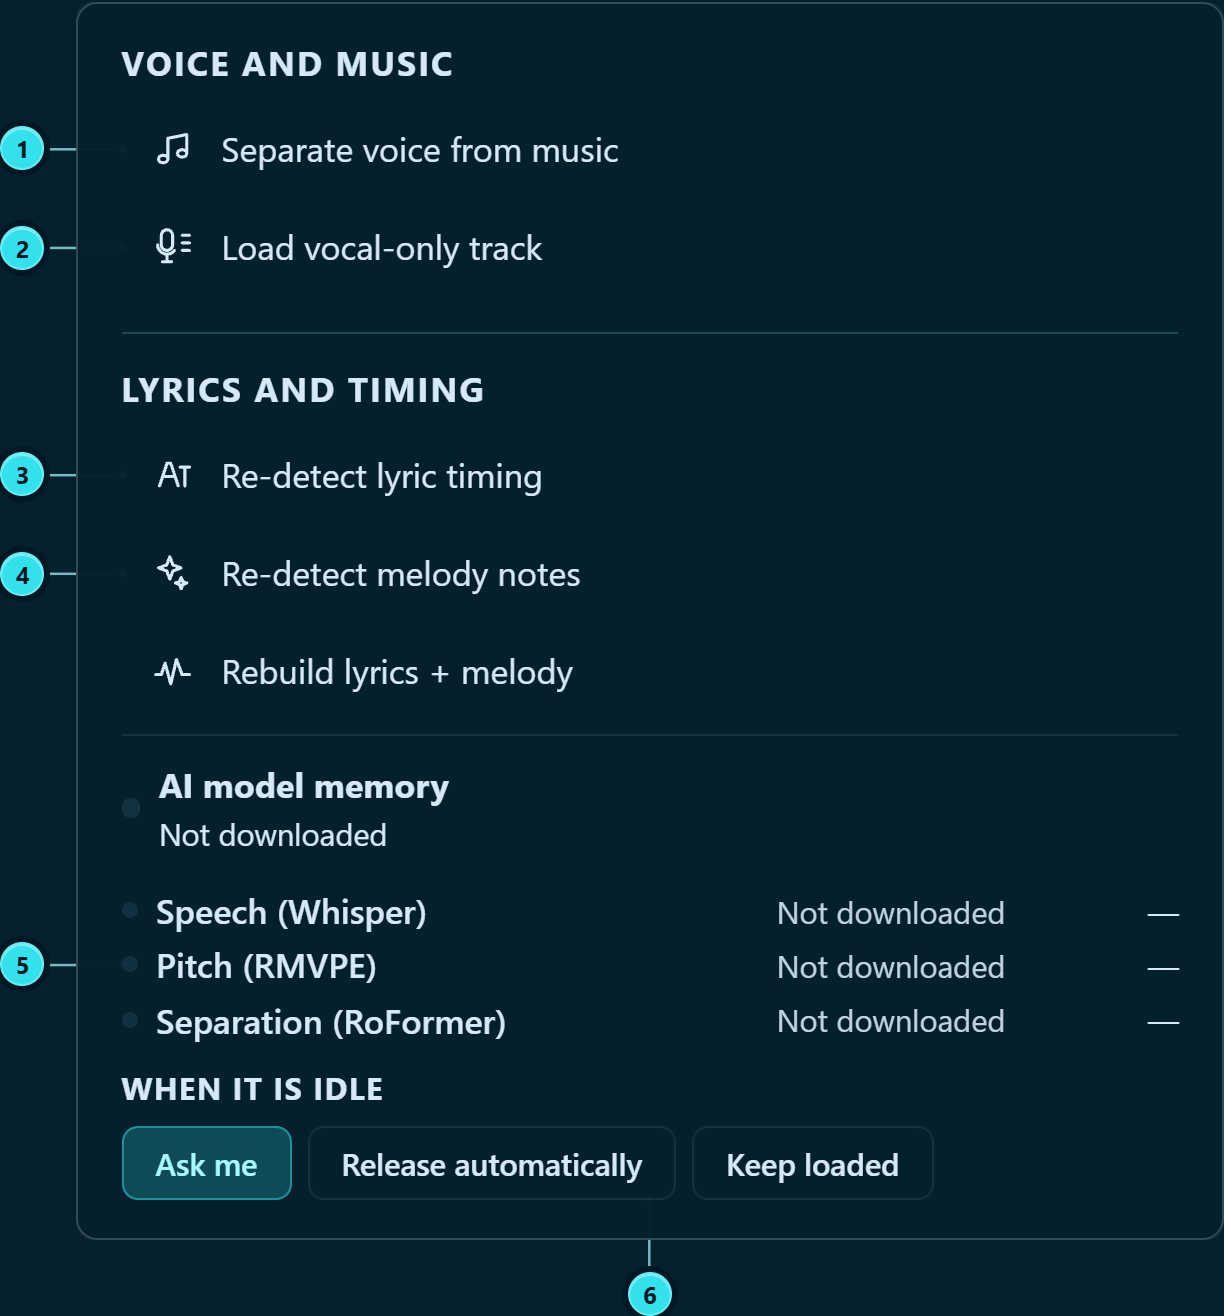 VOICE AND MUSIC
1 Separate voice from music
2 Load vocal-only track
LYRICS AND TIMING
3 Re-detect lyric timing
4 Re-detect melody notes
Rebuild lyrics + melody
AI model memory
Not downloaded
Speech (Whisper) Not downloaded —
5 Pitch (RMVPE) Not downloaded —
Separation (RoFormer) Not downloaded —
WHEN IT IS IDLE
Ask me Release automatically Keep loaded
6